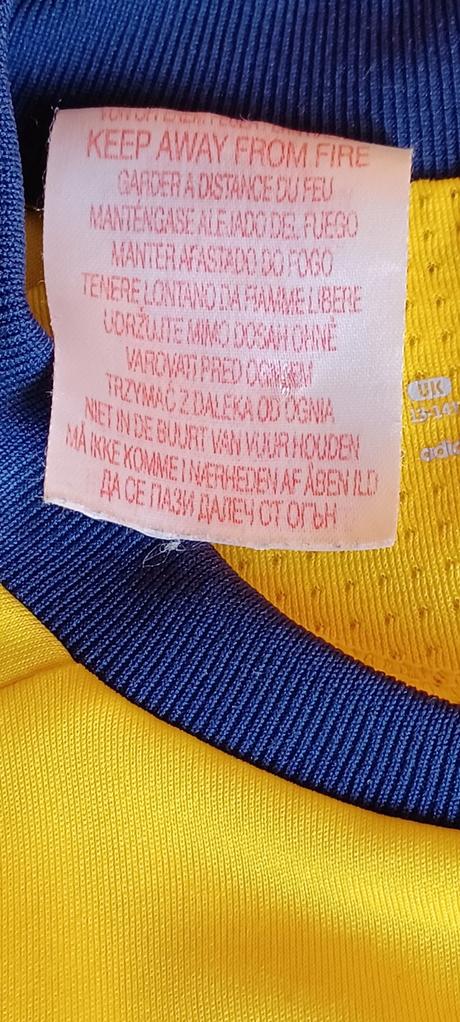 KEEP AWAY FROM FIRE
GARDER A DISTANCE DU FEU
MANTÉNGASE ALEJADO DEL FUEGO
MANTER AFASTADO DO FOGO
TENERE LONTANO DA FIAMME LIBERE
UDRŽUJTE MIMO DOSAH OHNĚ
VAROVATI PRED OGNJEM
TRZYMAĆ Z DALEKA OD OGNIA
NIET IN DE BUURT VAN VUUR HOUDEN
MÅ IKKE KOMME I NÆRHEDEN AF ÅBEN ILD
ДА СЕ ПАЗИ ДАЛЕЧ ОТ ОГЪН
UK